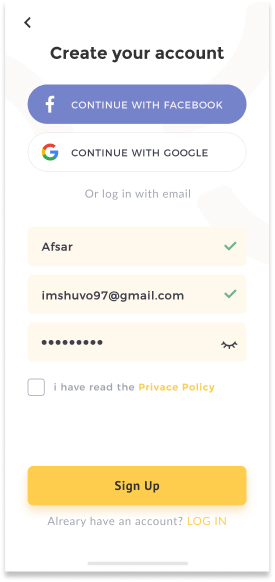 Create your account
CONTINUE WITH FACEBOOK
CONTINUE WITH GOOGLE
Or log in with email
Afsar
imshuvo97@gmail.com
•••••••••
i have read the Privace Policy
Sign Up
Alreary have an account? LOG IN